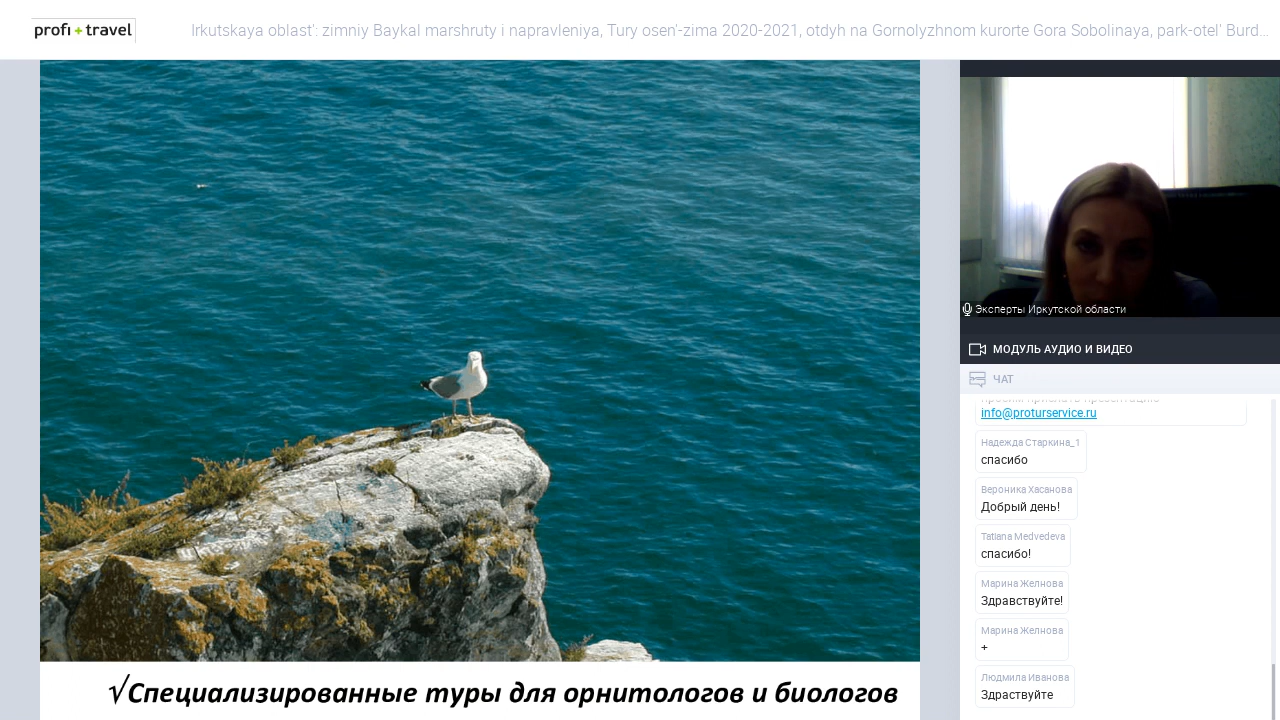 profi+travel
Irkutskaya oblast': zimniy Baykal marshruty i napravleniya, Tury osen'-zima 2020-2021, otdyh na Gornolyzhnom kurorte Gora Sobolinaya, park-otel' Burd...
Эксперты Иркутской области
МОДУЛЬ АУДИО И ВИДЕО
ЧАТ
info@proturservice.ru
Надежда Старкина_1
спасибо
Вероника Хасанова
Добрый день!
Tatiana Medvedeva
спасибо!
Марина Желнова
Здравствуйте!
Марина Желнова
+
Людмила Иванова
Здраствуйте
√Специализированные туры для орнитологов и биологов